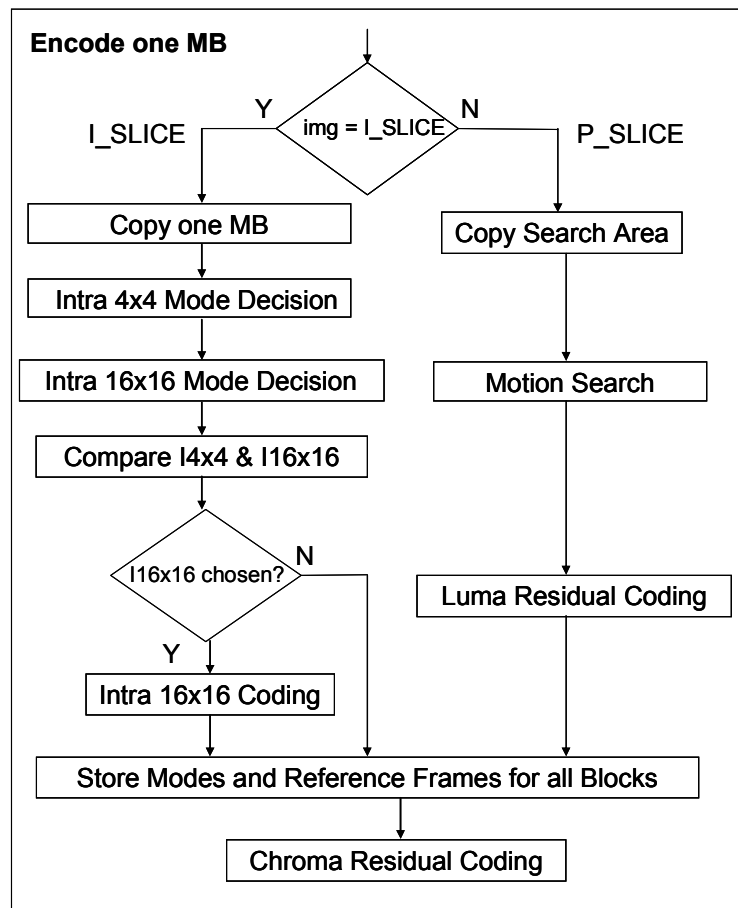 Encode one MB
Y
N
img = I_SLICE
I_SLICE
P_SLICE
Copy one MB
Copy Search Area
Intra 4x4 Mode Decision
Intra 16x16 Mode Decision
Motion Search
Compare I4x4 & I16x16
N
I16x16 chosen?
Luma Residual Coding
Y
Intra 16x16 Coding
Store Modes and Reference Frames for all Blocks
Chroma Residual Coding